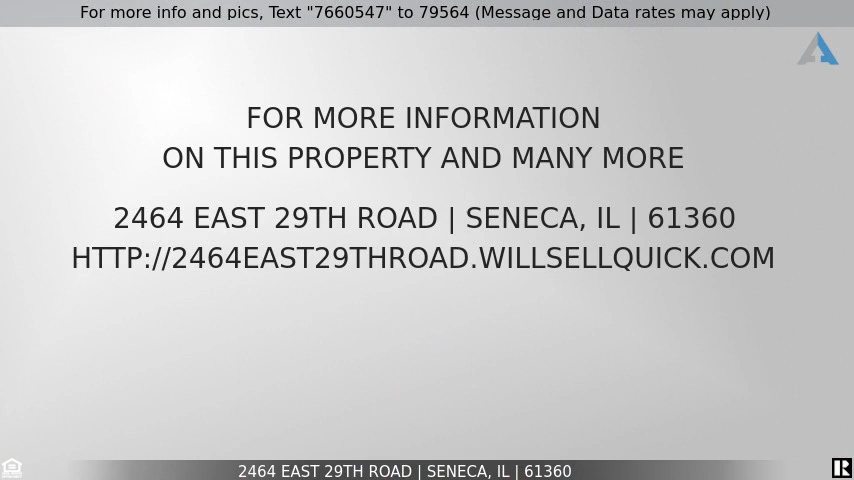 For more info and pics, Text "7660547" to 79564 (Message and Data rates may apply)
FOR MORE INFORMATION
ON THIS PROPERTY AND MANY MORE
2464 EAST 29TH ROAD | SENECA, IL | 61360
HTTP://2464EAST29THROAD.WILLSELLQUICK.COM
2464 EAST 29TH ROAD | SENECA, IL | 61360